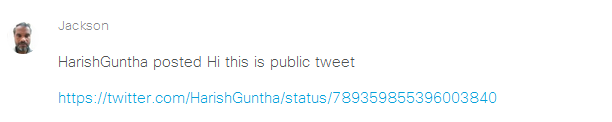 Jackson
HarishGuntha posted Hi this is public tweet
https://twitter.com/HarishGuntha/status/789359855396003840